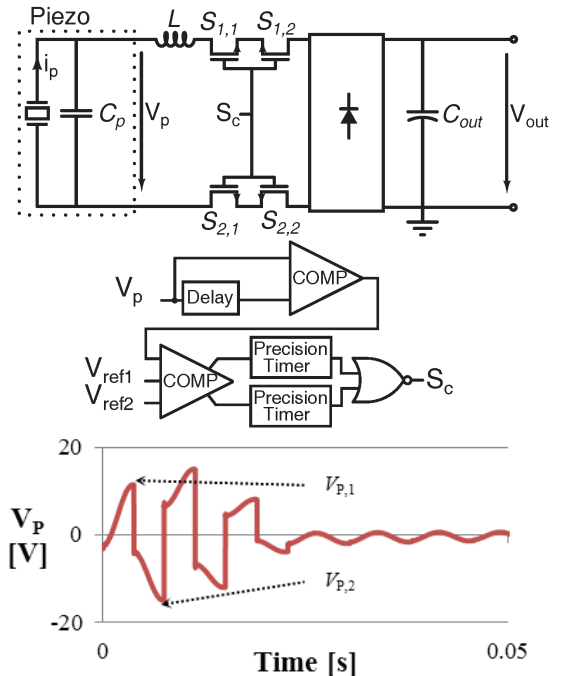 Piezo
L S1,1 S1,2
ip
Cp Vp Sc Cout Vout
S2,1 S2,2
Vp Delay COMP
Vref1 COMP Precision Timer
Vref2 Precision Timer Sc
20
VP,1
VP 0
[V]
VP,2
-20
0 0.05
Time [s]